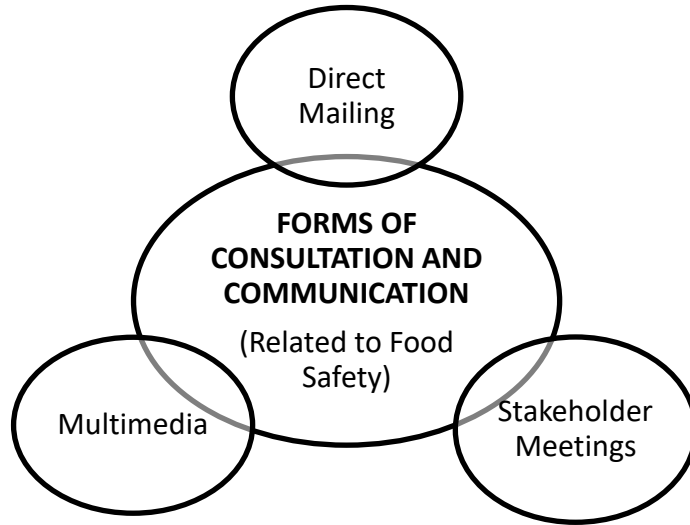 Direct
Mailing
FORMS OF
CONSULTATION AND
COMMUNICATION
(Related to Food
Safety)
Multimedia
Stakeholder
Meetings